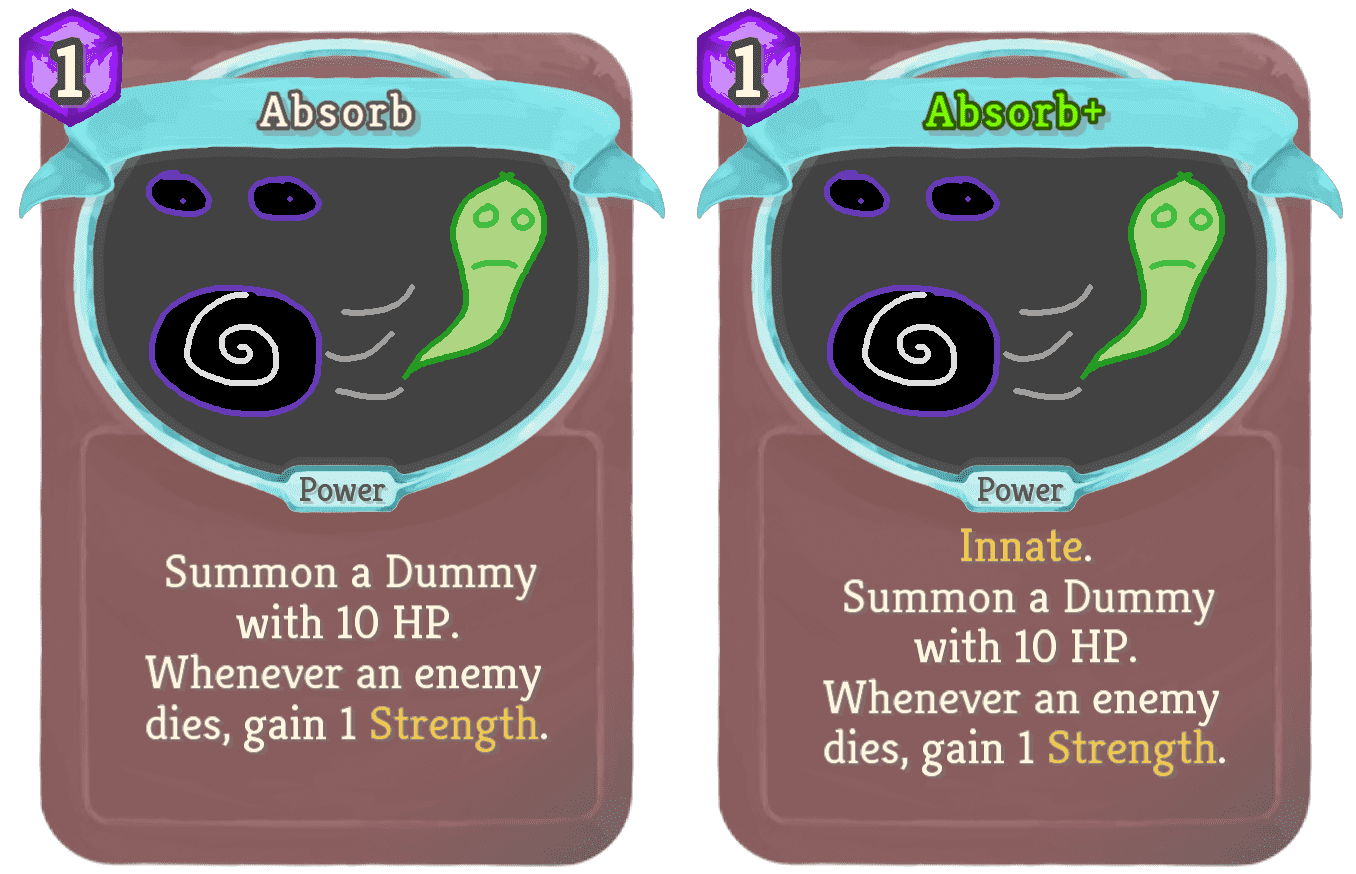 1
Absorb
Power
Summon a Dummy
with 10 HP.
Whenever an enemy
dies, gain 1 Strength.
1
Absorb+
Power
Innate.
Summon a Dummy
with 10 HP.
Whenever an enemy
dies, gain 1 Strength.